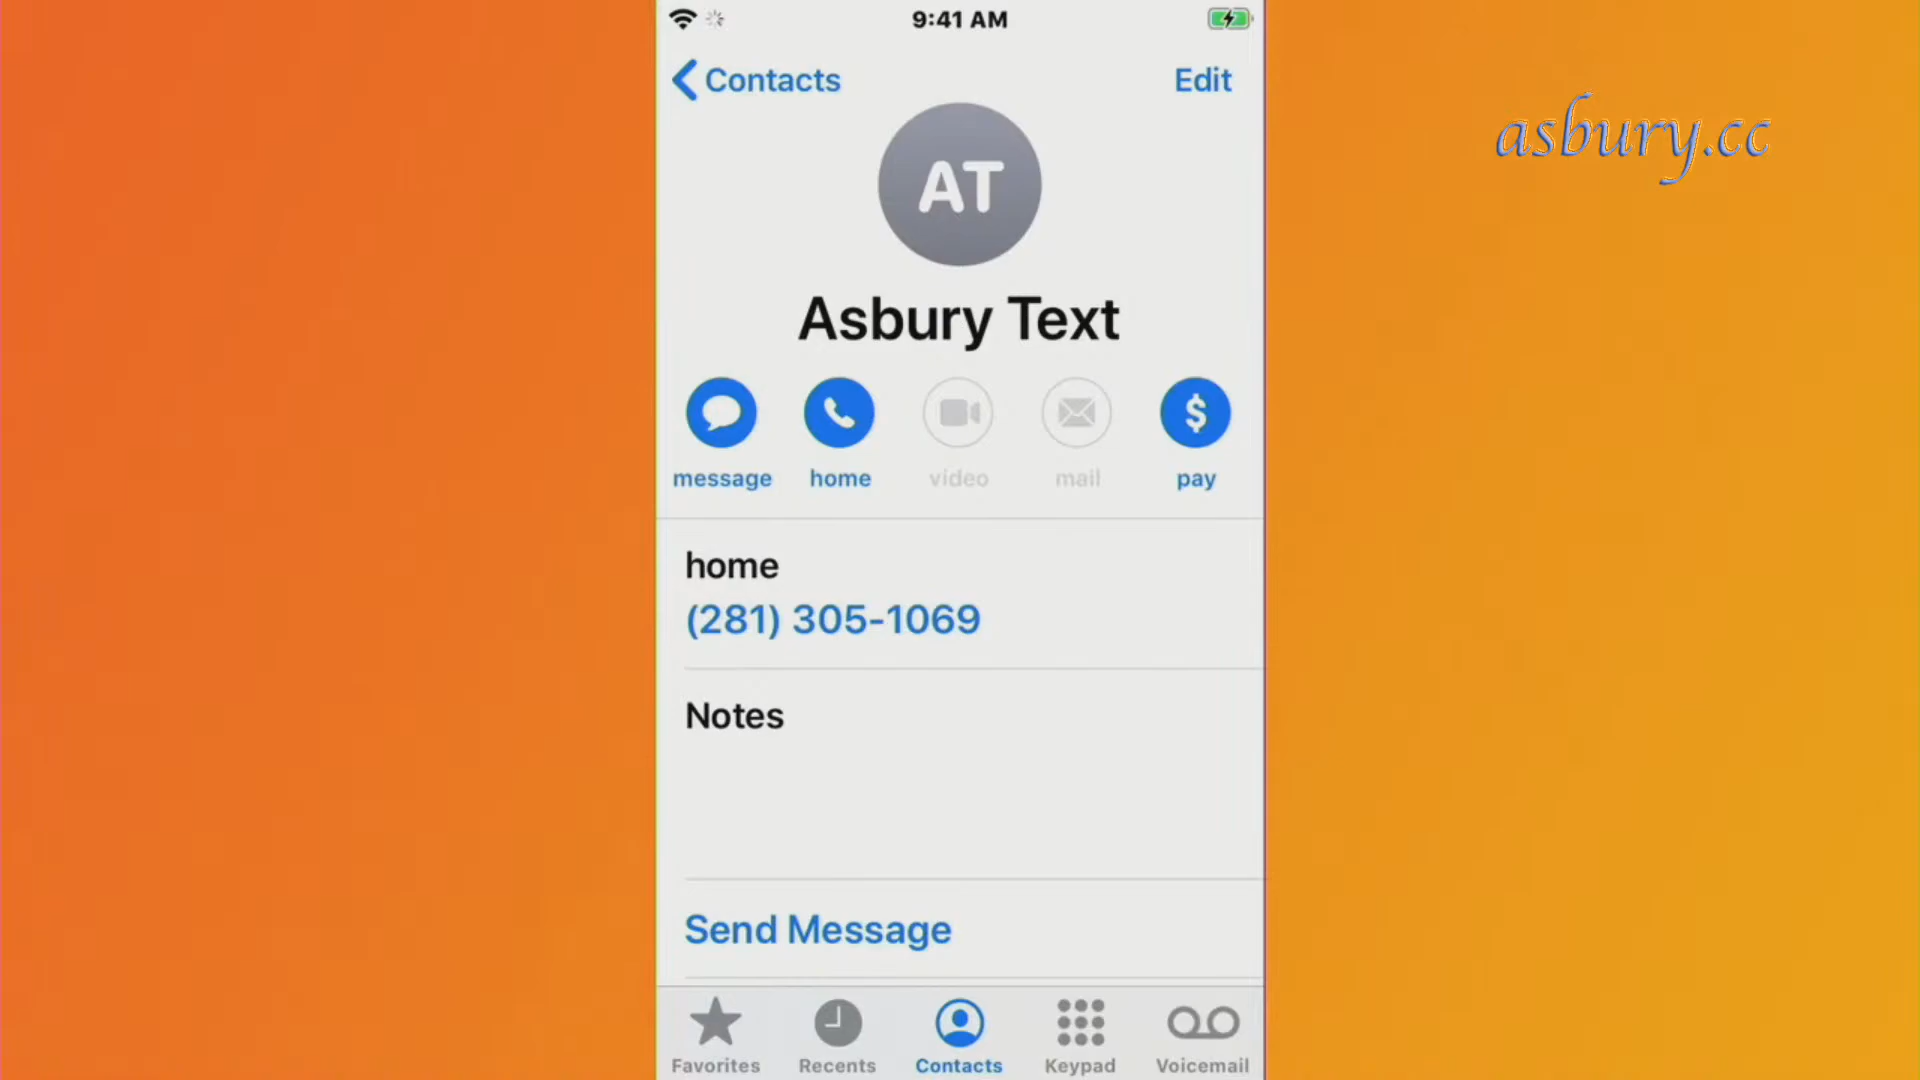 9:41 AM
Contacts
Edit
asbury.cc
AT
Asbury Text
message
home
video
mail
$
pay
home
(281) 305-1069
Notes
Send Message
Favorites
Recents
Contacts
Keypad
Voicemail